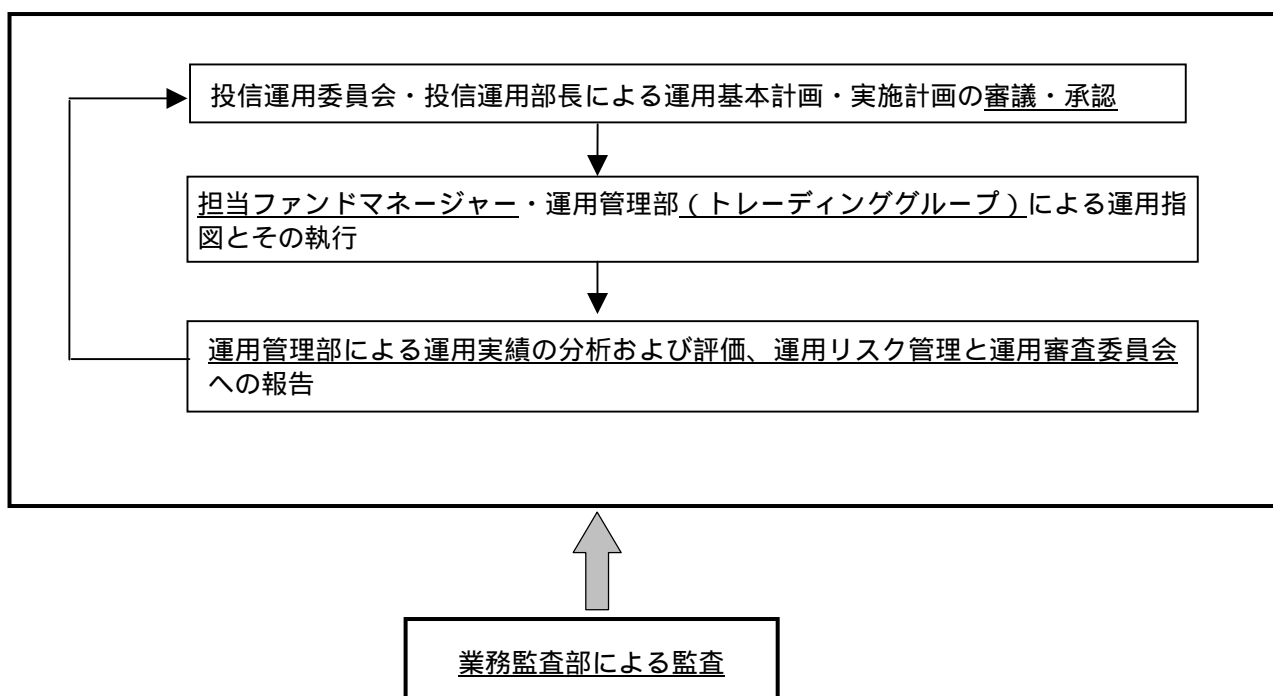 投信運用委員会・投信運用部長による運用基本計画・実施計画の審議・承認
担当ファンドマネージャー・運用管理部（トレーディンググループ）による運用指
図とその執行
運用管理部による運用実績の分析および評価、運用リスク管理と運用審査委員会
への報告
業務監査部による監査